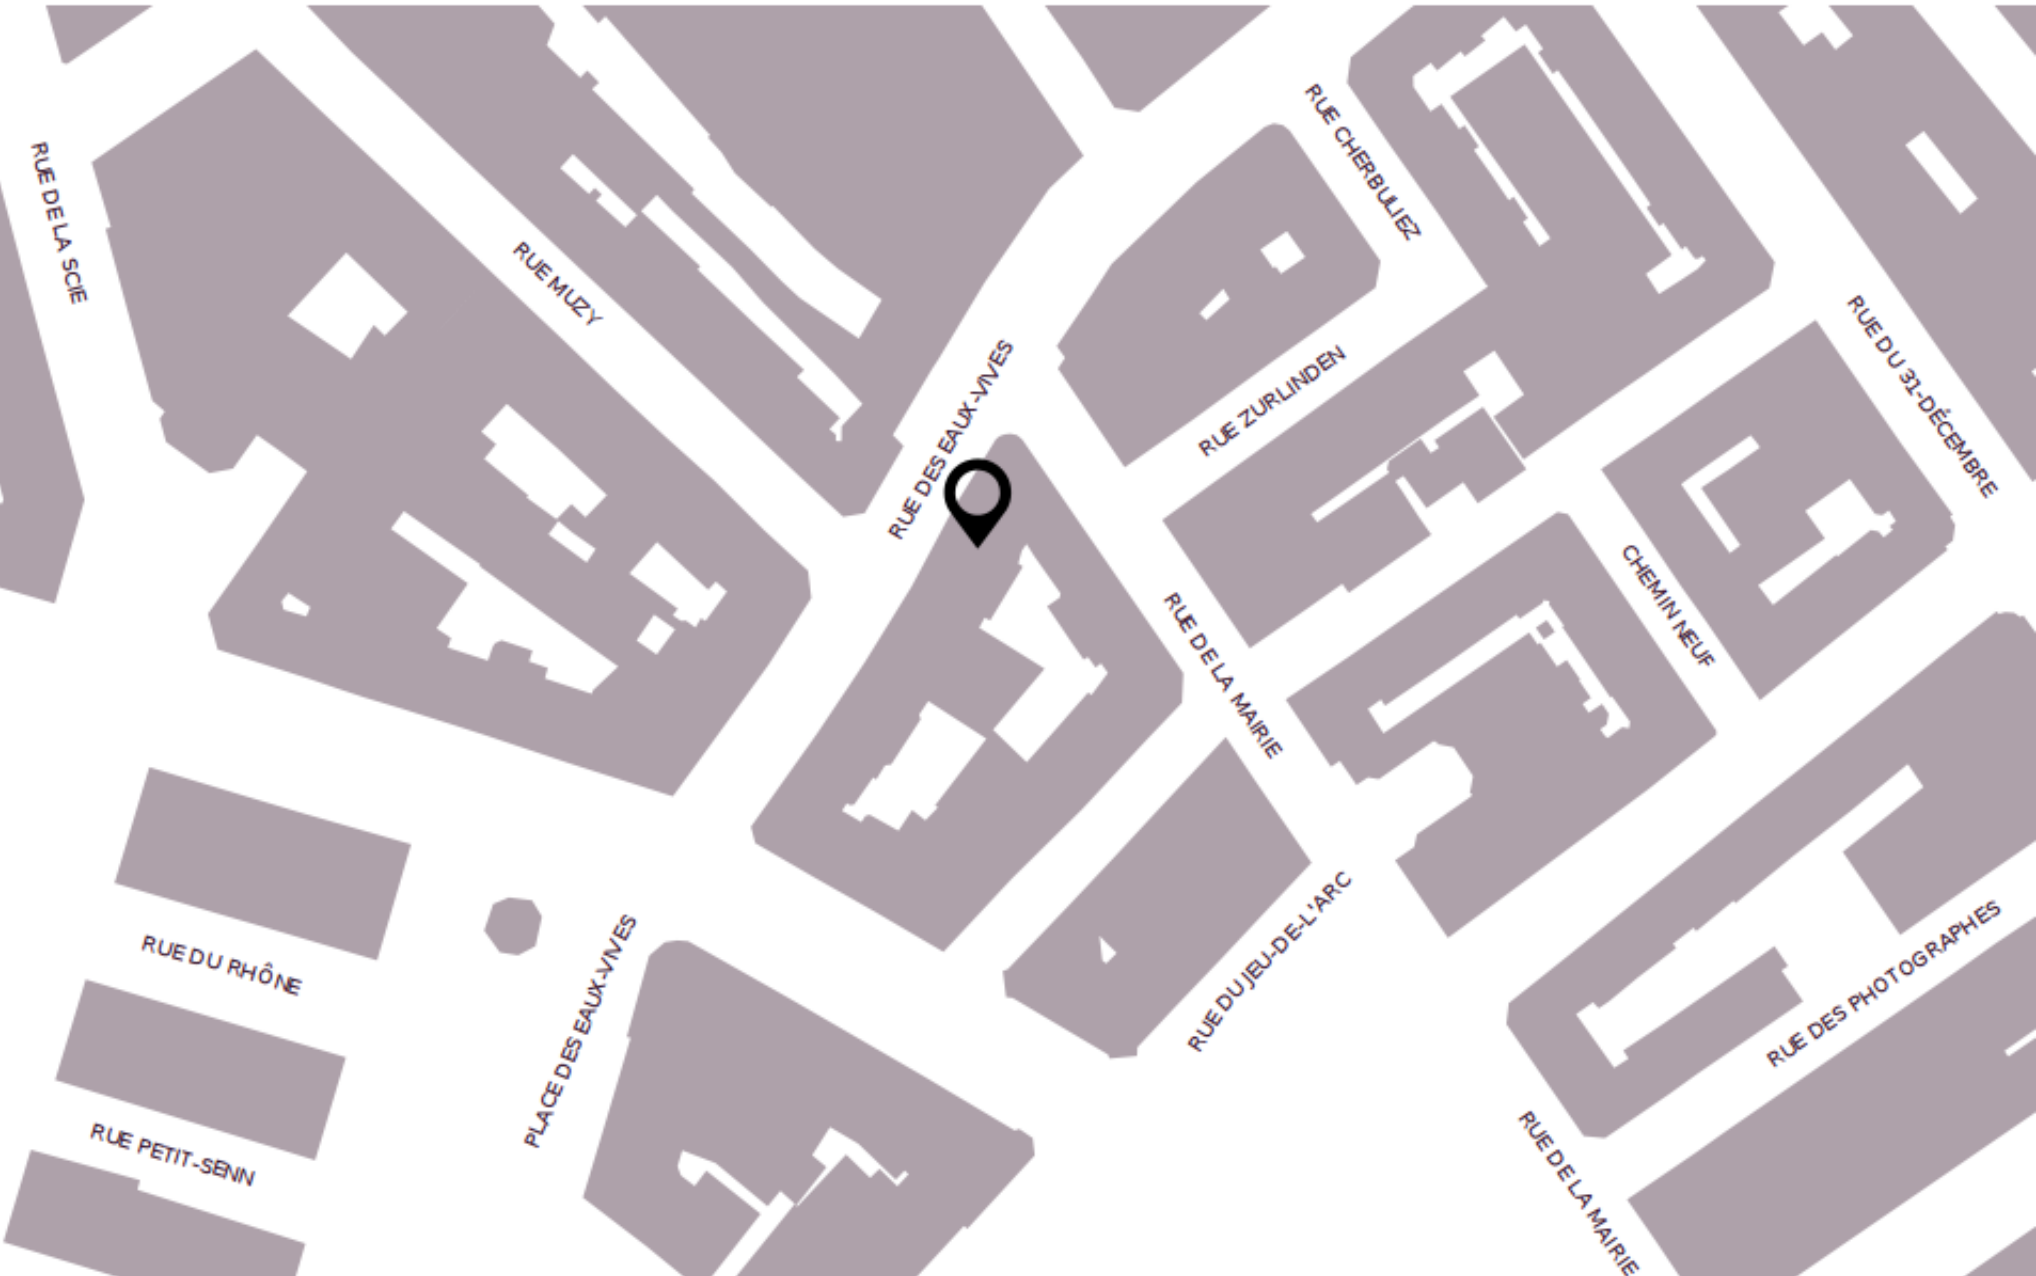 RUE CHERBULIEZ
RUE DE LA SCIE
RUE MUZY
RUE DU 31-DÉCEMBRE
RUE DES EAUX-VIVES
RUE ZURLINDEN
CHEMIN NEUF
RUE DE LA MAIRIE
RUE DU JEU-DE-L'ARC
RUE DES PHOTOGRAPHES
PLACE DES EAUX-VIVES
RUE DU RHÔNE
RUE PETIT-SENN
RUE DE LA MAIRIE